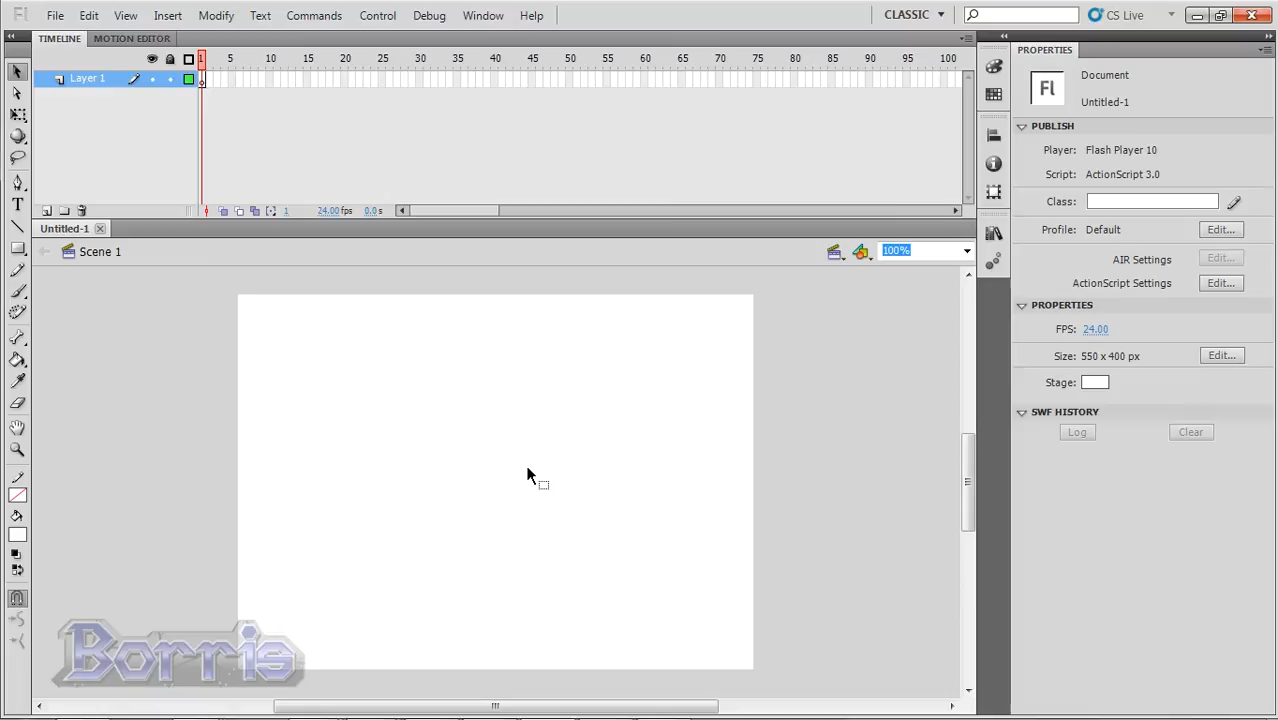 Fl File Edit View Insert Modify Text Commands Control Debug Window Help CLASSIC CS Live
TIMELINE MOTION EDITOR
1 5 10 15 20 25 30 35 40 45 50 55 60 65 70 75 80 85 90 95 100
Layer 1
1 24.00 fps 0.0 s
Untitled-1
Scene 1 100%
PROPERTIES
Fl
Document
Untitled-1
PUBLISH
Player: Flash Player 10
Script: ActionScript 3.0
Class:
Profile: Default Edit...
AIR Settings Edit...
ActionScript Settings Edit...
PROPERTIES
FPS: 24.00
Size: 550 x 400 px Edit...
Stage:
SWF HISTORY
Log Clear
Borris